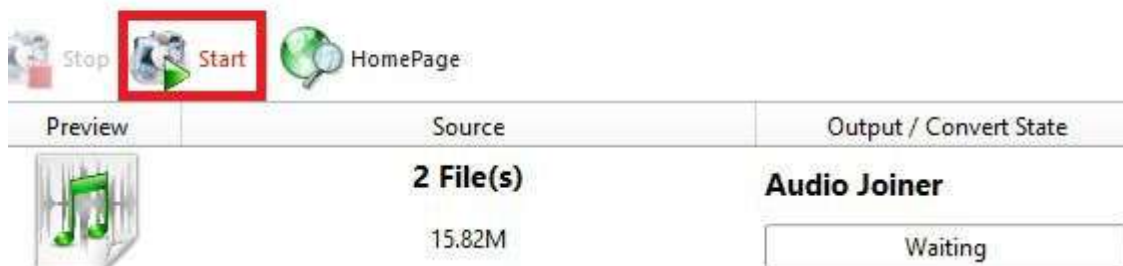 Stop Start HomePage
Preview Source Output / Convert State
2 File(s) Audio Joiner
15.82M Waiting